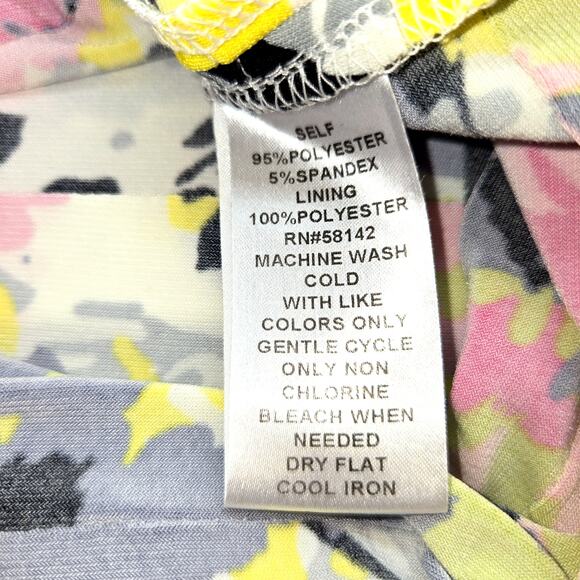 SELF
95%POLYESTER
5%SPANDEX
LINING
100%POLYESTER
RN#58142
MACHINE WASH
COLD
WITH LIKE
COLORS ONLY
GENTLE CYCLE
ONLY NON
CHLORINE
BLEACH WHEN
NEEDED
DRY FLAT
COOL IRON